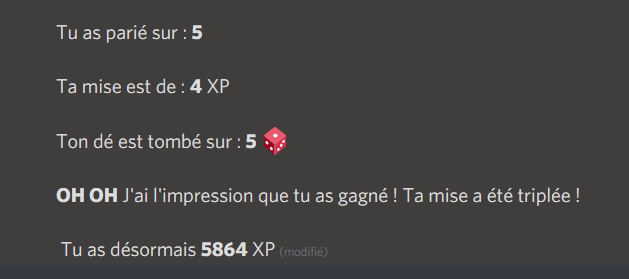 Tu as parié sur : 5
Ta mise est de : 4 XP
Ton dé est tombé sur : 5
OH OH J'ai l'impression que tu as gagné ! Ta mise a été triplée !
Tu as désormais 5864 XP (modifié)